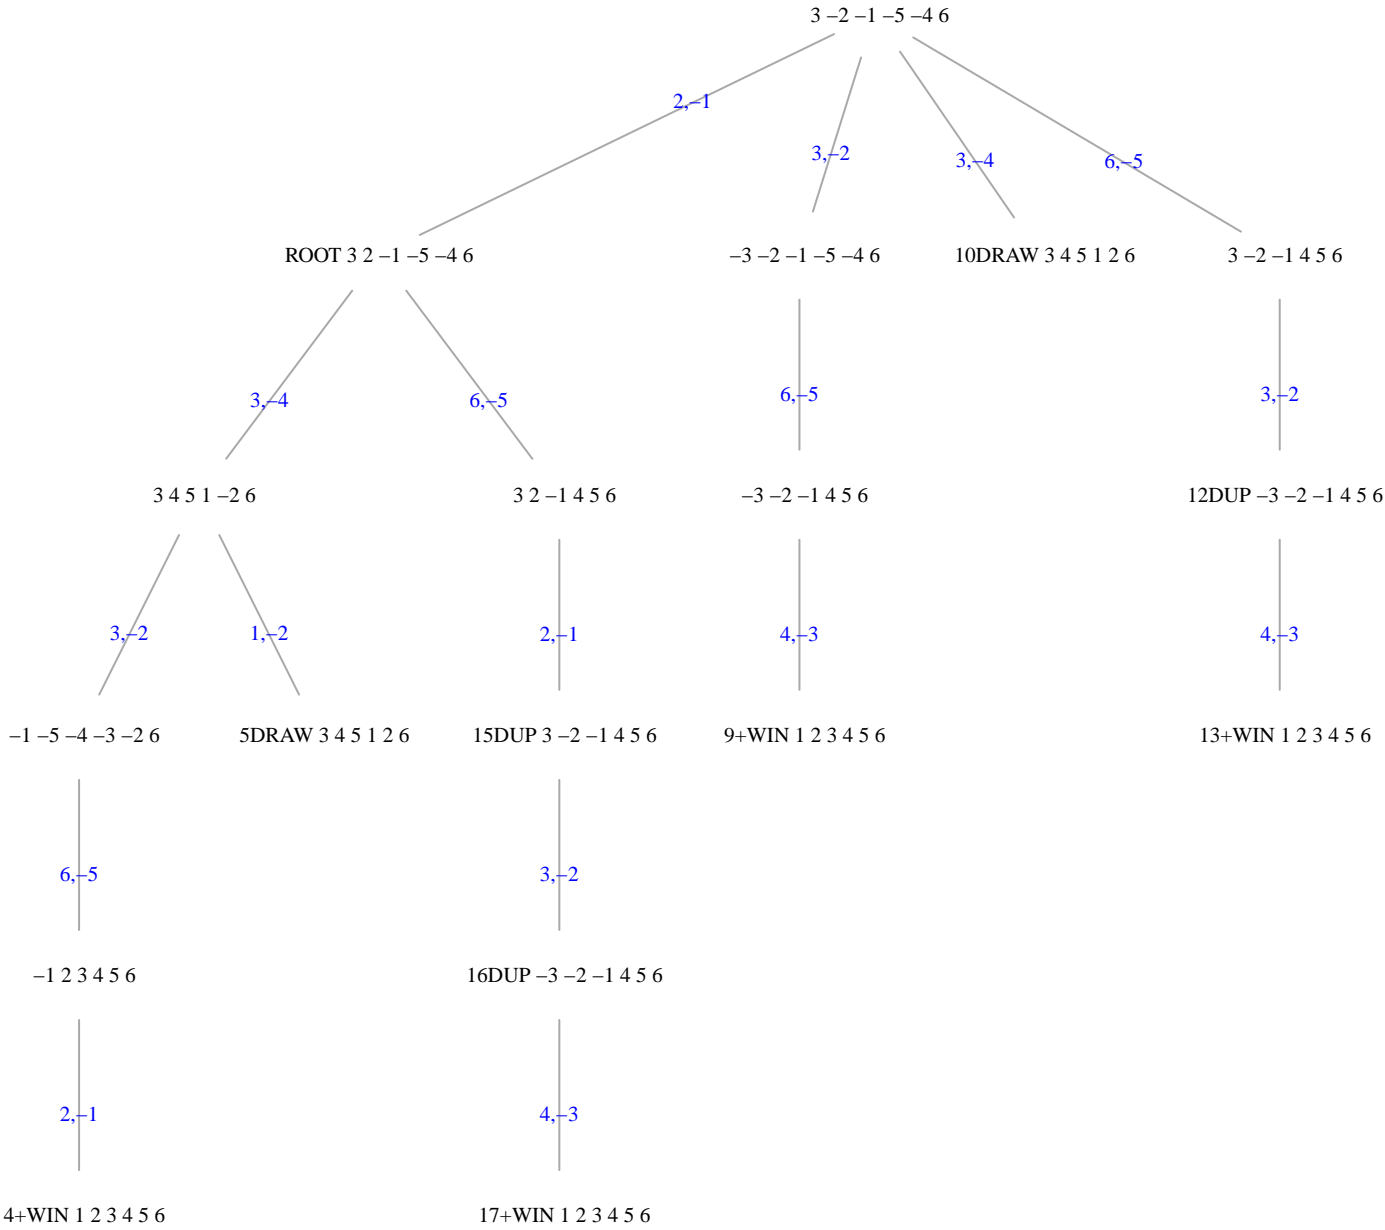 3 –2 –1 –5 –4 6
2,–1
3,–2
3,–4
6,–5
ROOT 3 2 –1 –5 –4 6
–3 –2 –1 –5 –4 6
10DRAW 3 4 5 1 2 6
3 –2 –1 4 5 6
3,–4
6,–5
6,–5
3,–2
3 4 5 1 –2 6
3 2 –1 4 5 6
–3 –2 –1 4 5 6
12DUP –3 –2 –1 4 5 6
3,–2
1,–2
2,–1
4,–3
4,–3
–1 –5 –4 –3 –2 6
5DRAW 3 4 5 1 2 6
15DUP 3 –2 –1 4 5 6
9+WIN 1 2 3 4 5 6
13+WIN 1 2 3 4 5 6
6,–5
3,–2
–1 2 3 4 5 6
16DUP –3 –2 –1 4 5 6
2,–1
4,–3
4+WIN 1 2 3 4 5 6
17+WIN 1 2 3 4 5 6